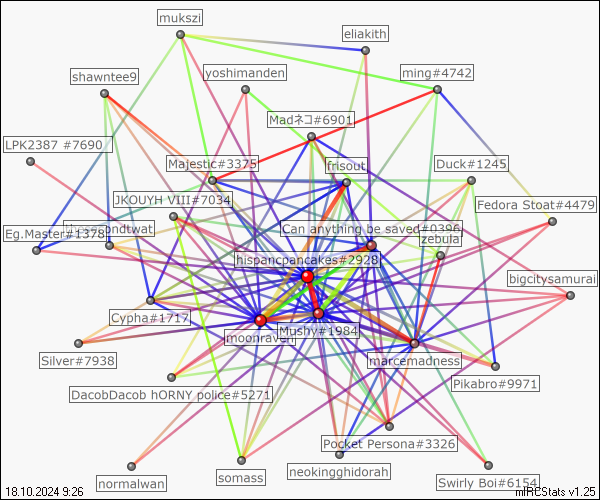 mukszi
eliakith
shawntee9
yoshimanden
ming#4742
Madネコ#6901
LPK2387 #7690
Majestic#3375
frisout
Duck#1245
JKOUYH VIII#7034
Fedora Stoat#4479
Eg.Master#1378
Can anything be saved#0396
zebula
hispancpancakes#2928
bigcitysamurai
Cypha#1717
moonraven
Mushy#1984
Silver#7938
marcemadness
DacobDacob hORNY police#5271
Pikabro#9971
Pocket Persona#3326
normalwan
somass
neokingghidorah
Swirly Boi#6154
18.10.2024 9:26
mIRCStats v1.25